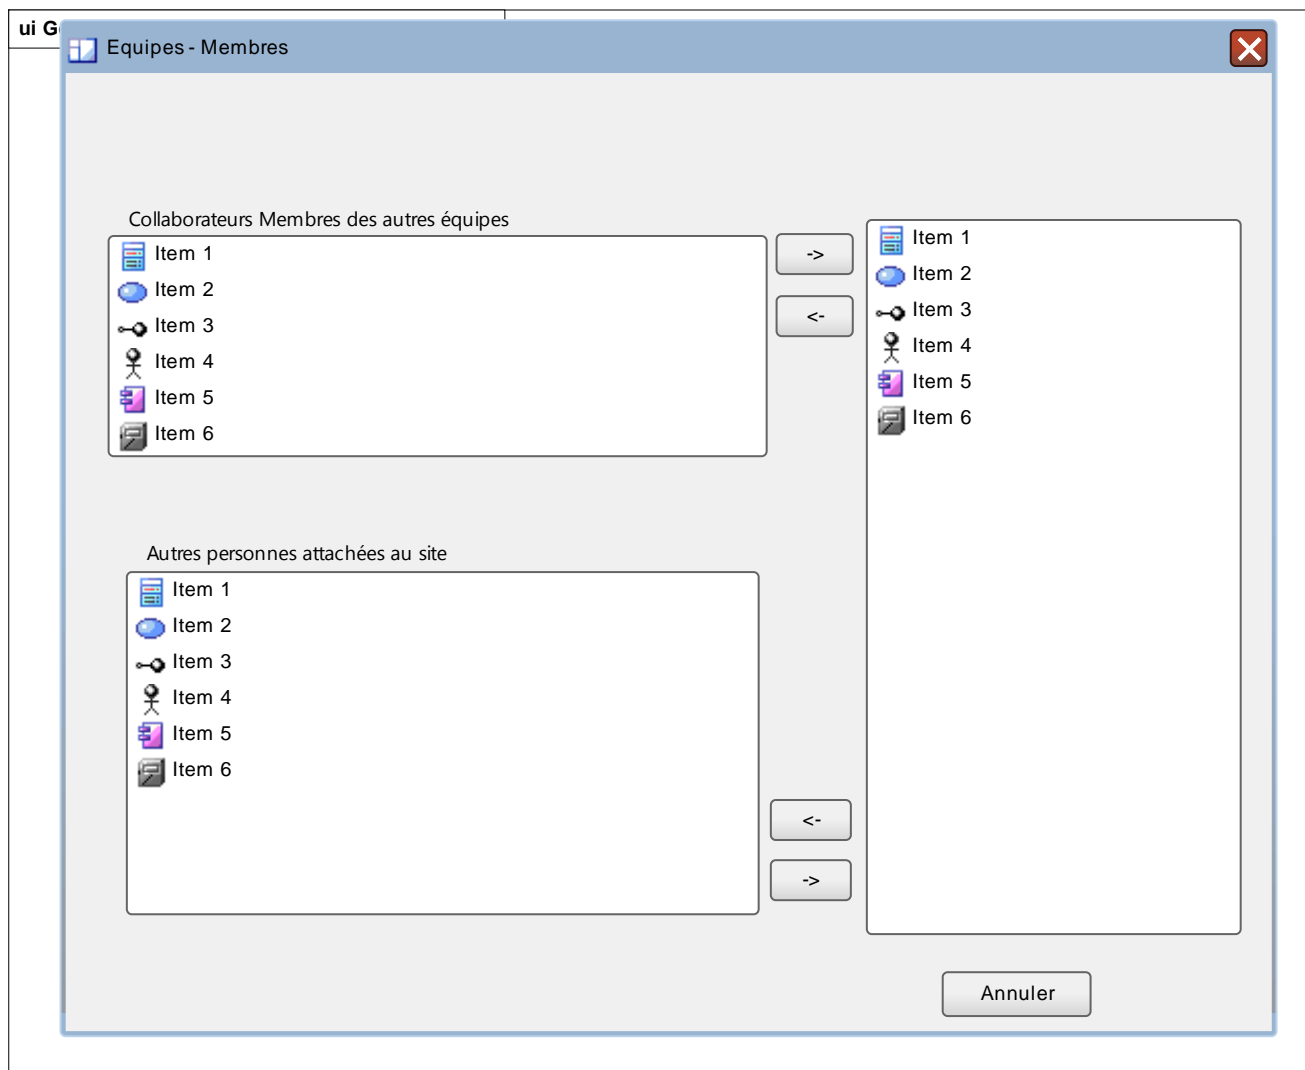 ui
Equipes - Membres
Collaborateurs Membres des autres équipes
Item 1
Item 2
Item 3
Item 4
Item 5
Item 6
->
<-
Item 1
Item 2
Item 3
Item 4
Item 5
Item 6
Autres personnes attachées au site
Item 1
Item 2
Item 3
Item 4
Item 5
Item 6
<-
->
Annuler